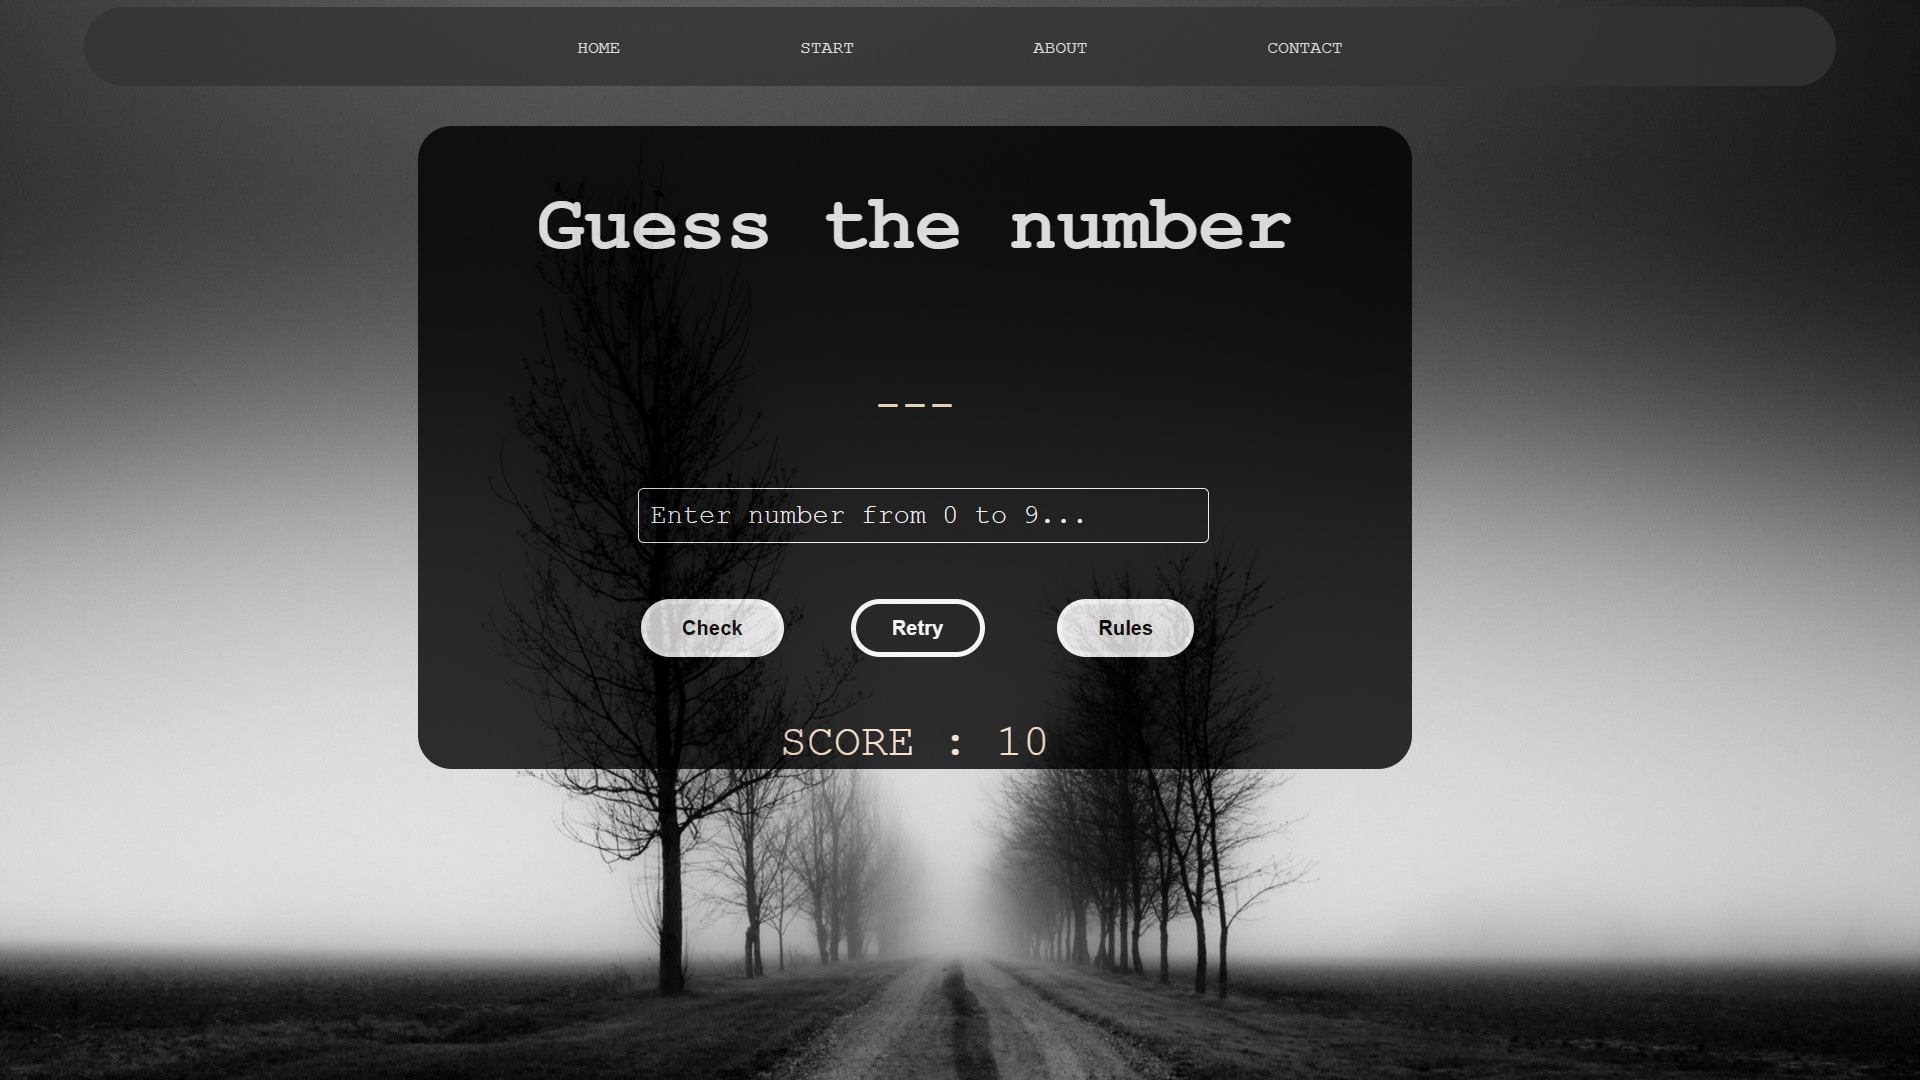 HOME START ABOUT CONTACT
Guess the number
---
Enter number from 0 to 9...
Check Retry Rules
SCORE : 10